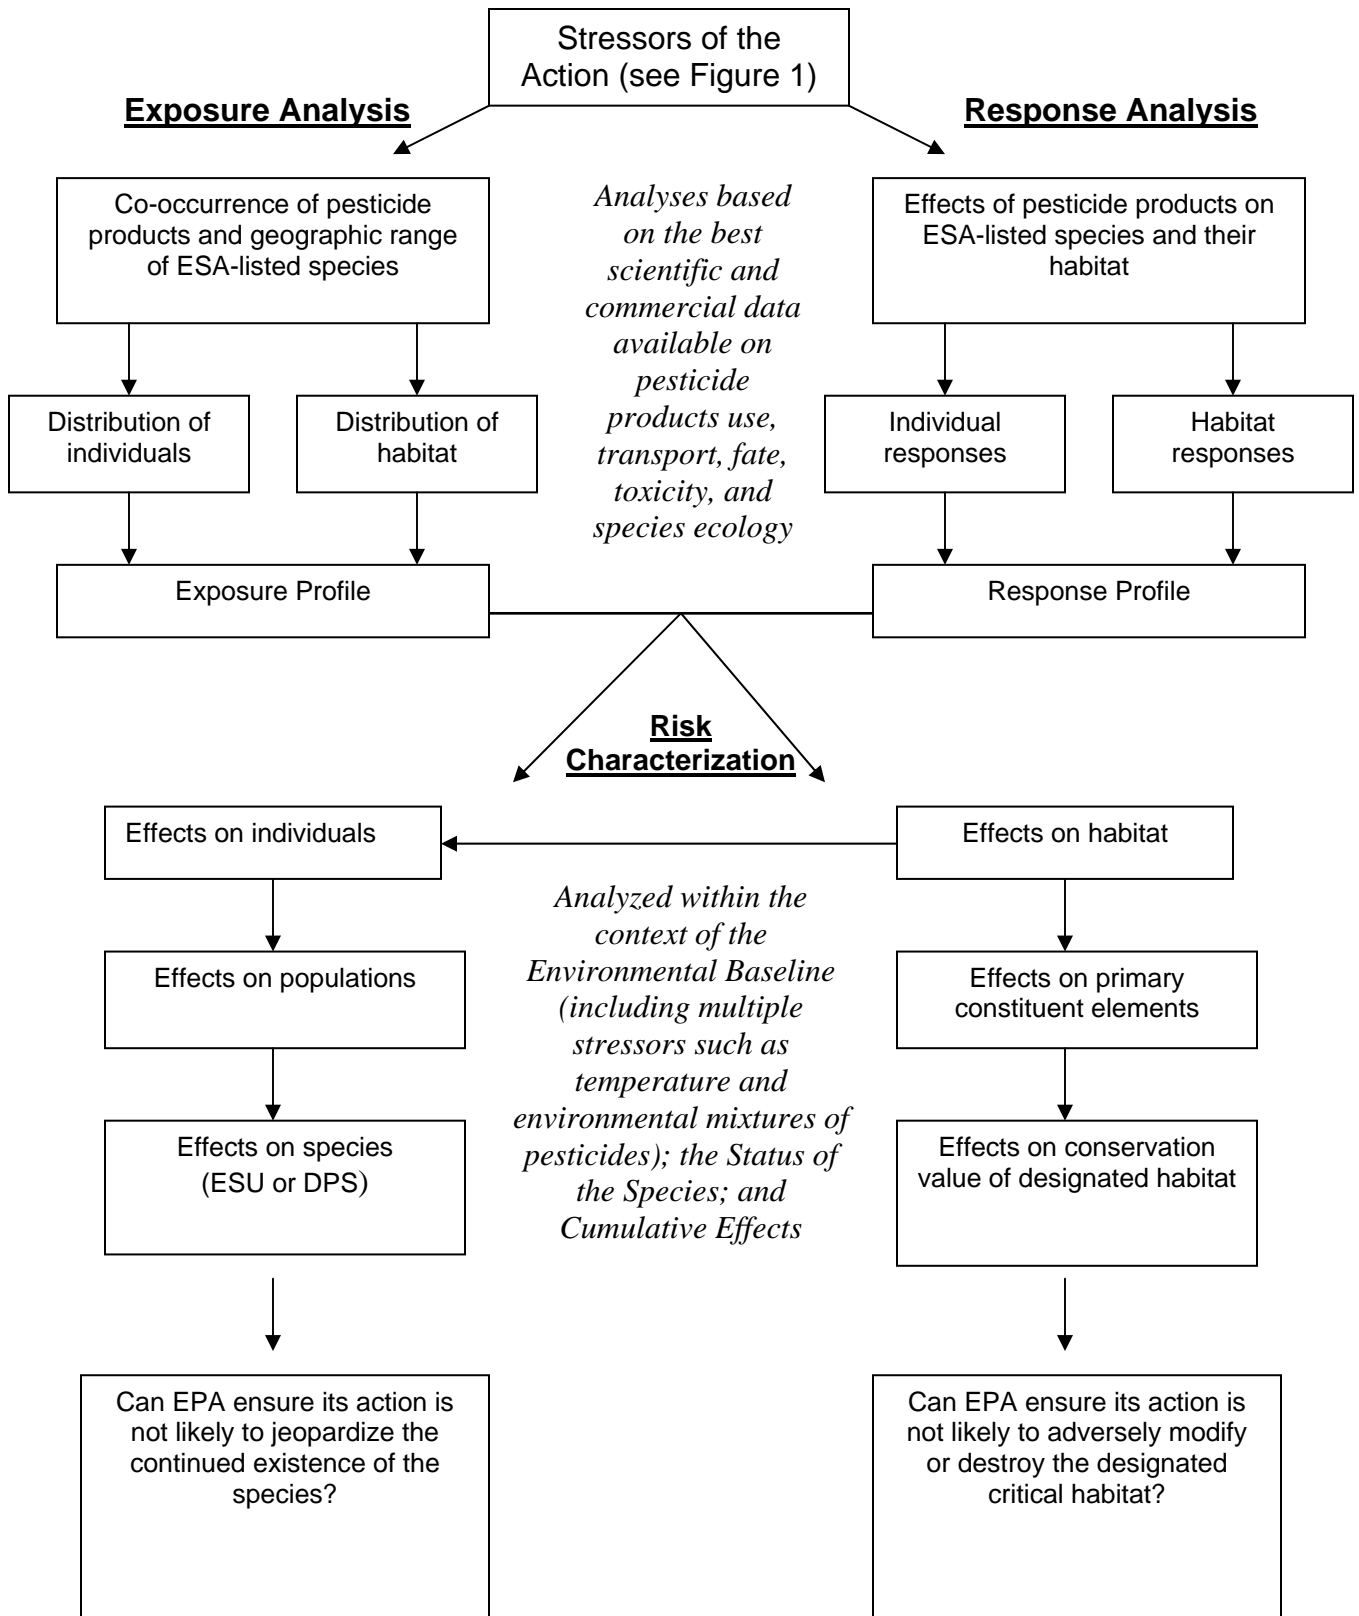 Stressors of the
Action (see Figure 1)
Exposure Analysis
Response Analysis
Co-occurrence of pesticide
products and geographic range
of ESA-listed species
Analyses based
on the best
scientific and
commercial data
available on
pesticide
products use,
transport, fate,
toxicity, and
species ecology
Effects of pesticide products on
ESA-listed species and their
habitat
Distribution of
individuals
Distribution of
habitat
Individual
responses
Habitat
responses
Exposure Profile
Response Profile
Risk
Characterization
Effects on individuals
Effects on habitat
Analyzed within the
context of the
Environmental Baseline
(including multiple
stressors such as
temperature and
environmental mixtures of
pesticides); the Status of
the Species; and
Cumulative Effects
Effects on populations
Effects on primary
constituent elements
Effects on species
(ESU or DPS)
Effects on conservation
value of designated habitat
Can EPA ensure its action is
not likely to jeopardize the
continued existence of the
species?
Can EPA ensure its action is
not likely to adversely modify
or destroy the designated
critical habitat?